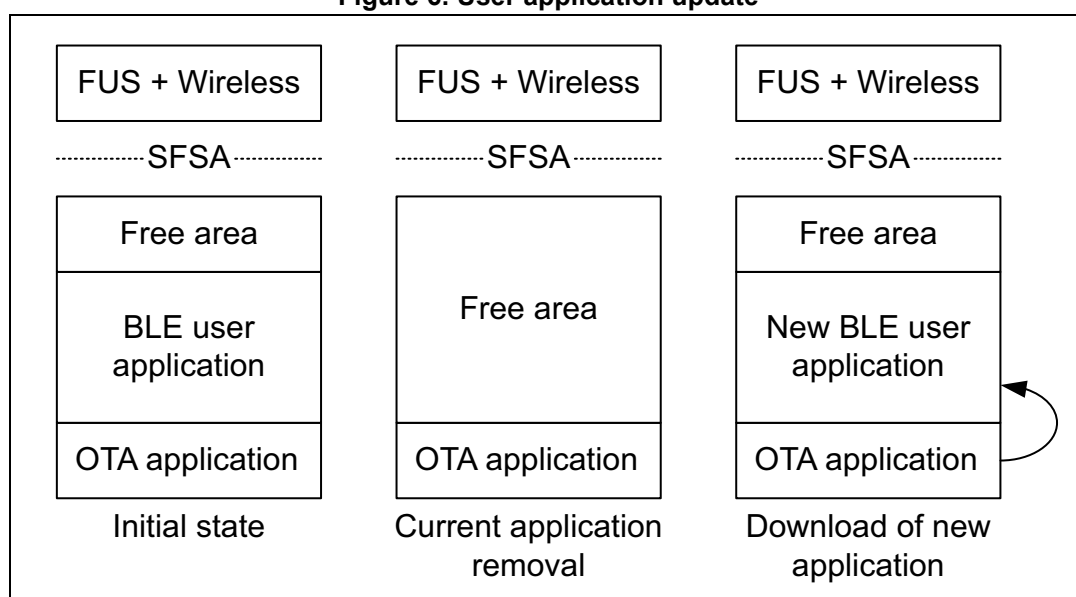 Figure 6. User application update
FUS + Wireless
SFSA
Free area
BLE user
application
OTA application
Initial state
FUS + Wireless
SFSA
Free area
OTA application
Current application
removal
FUS + Wireless
SFSA
Free area
New BLE user
application
OTA application
Download of new
application